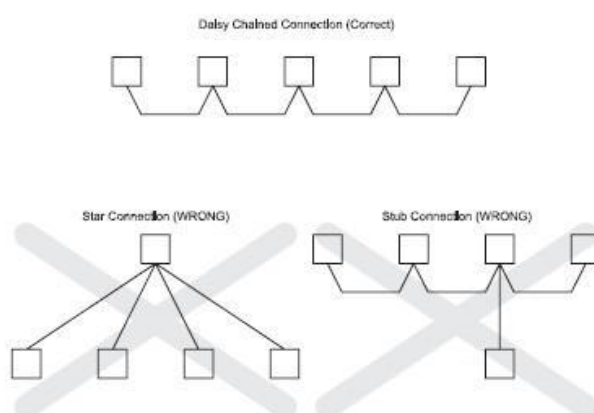 Daisy Chained Connection (Correct)
Star Connection (WRONG)
Stub Connection (WRONG)